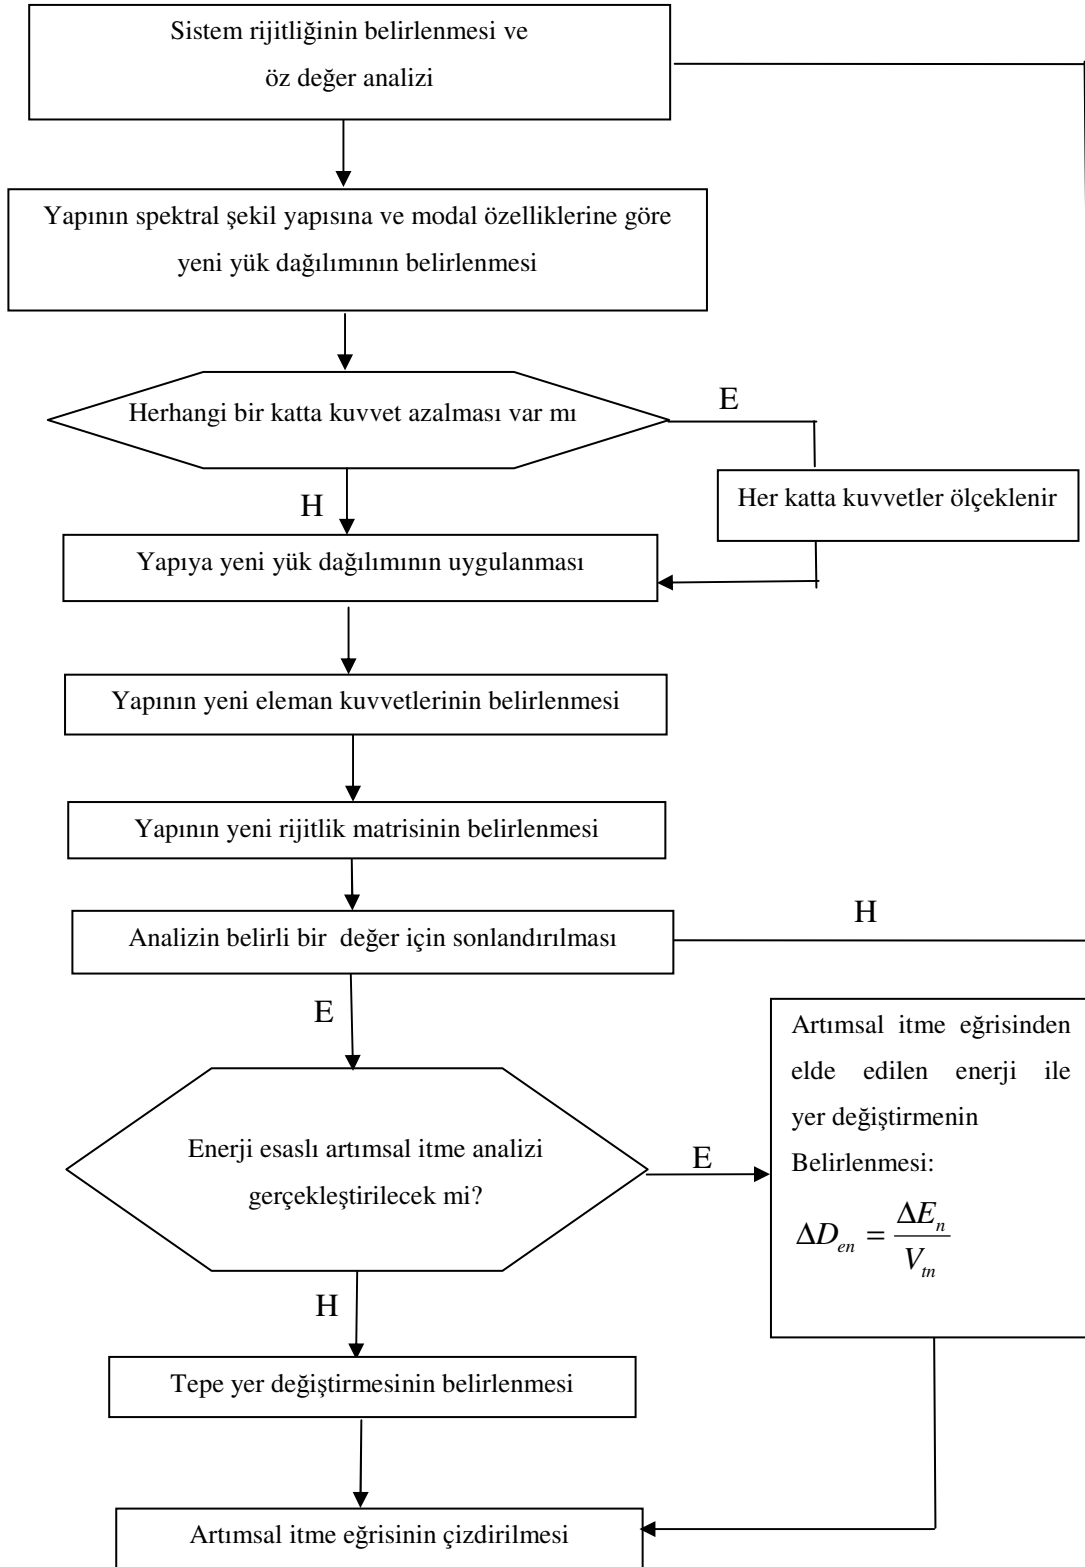 Sistem rijitliğinin belirlenmesi ve
öz değer analizi
Yapının spektral şekil yapısına ve modal özelliklerine göre
yeni yük dağılımının belirlenmesi
Herhangi bir katta kuvvet azalması var mı
E
Her katta kuvvetler ölçeklenir
H
Yapıya yeni yük dağılımının uygulanması
Yapının yeni eleman kuvvetlerinin belirlenmesi
Yapının yeni rijitlik matrisinin belirlenmesi
Analizin belirli bir değer için sonlandırılması
H
E
Enerji esaslı artımsal itme analizi
gerçekleştirilecek mi?
E
Artımsal itme eğrisinden
elde edilen enerji ile
yer değiştirmenin
Belirlenmesi:
ΔD_{en} = ΔE_n / V_{tn}
H
Tepe yer değiştirmesinin belirlenmesi
Artımsal itme eğrisinin çizdirilmesi